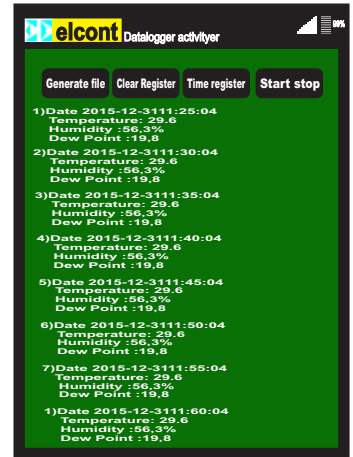 elcont Datalogger activityer 99%
Generate file Clear Register Time register Start stop
1)Date 2015-12-3111:25:04
Temperature: 29.6
Humidity :56,3%
Dew Point :19,8
2)Date 2015-12-3111:30:04
Temperature: 29.6
Humidity :56,3%
Dew Point :19,8
3)Date 2015-12-3111:35:04
Temperature: 29.6
Humidity :56,3%
Dew Point :19,8
4)Date 2015-12-3111:40:04
Temperature: 29.6
Humidity :56,3%
Dew Point :19,8
5)Date 2015-12-3111:45:04
Temperature: 29.6
Humidity :56,3%
Dew Point :19,8
6)Date 2015-12-3111:50:04
Temperature: 29.6
Humidity :56,3%
Dew Point :19,8
7)Date 2015-12-3111:55:04
Temperature: 29.6
Humidity :56,3%
Dew Point :19,8
1)Date 2015-12-3111:60:04
Temperature: 29.6
Humidity :56,3%
Dew Point :19,8